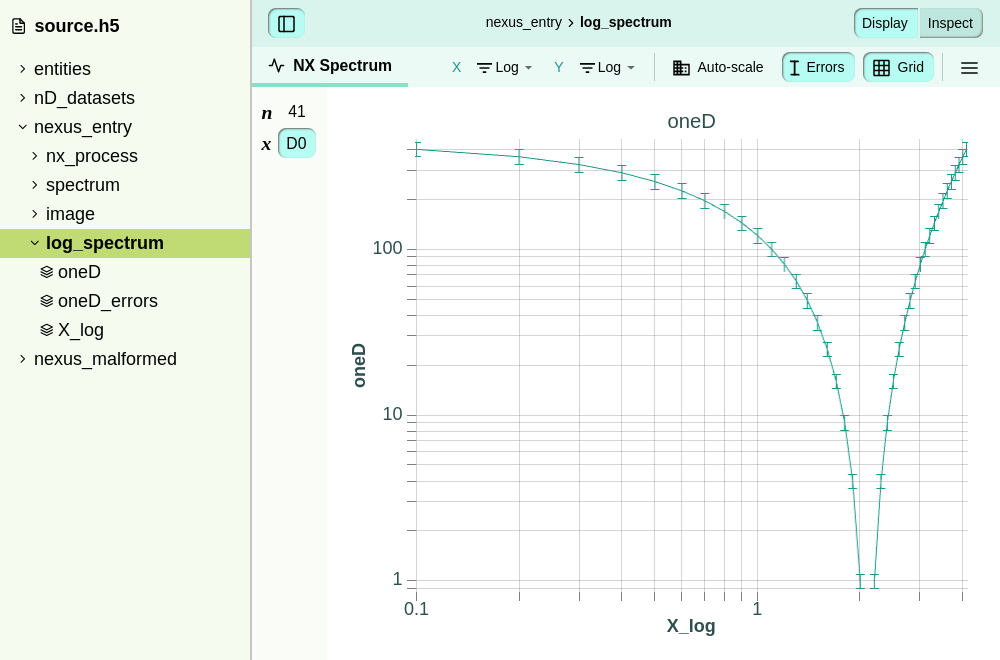 source.h5
entities
nD_datasets
nexus_entry
nx_process
spectrum
image
log_spectrum
oneD
oneD_errors
X_log
nexus_malformed
nexus_entry › log_spectrum
Display
Inspect
NX Spectrum
X
Log
Y
Log
Auto-scale
Errors
Grid
n 41
x D0
oneD
100
10
1
oneD
0.1
1
X_log